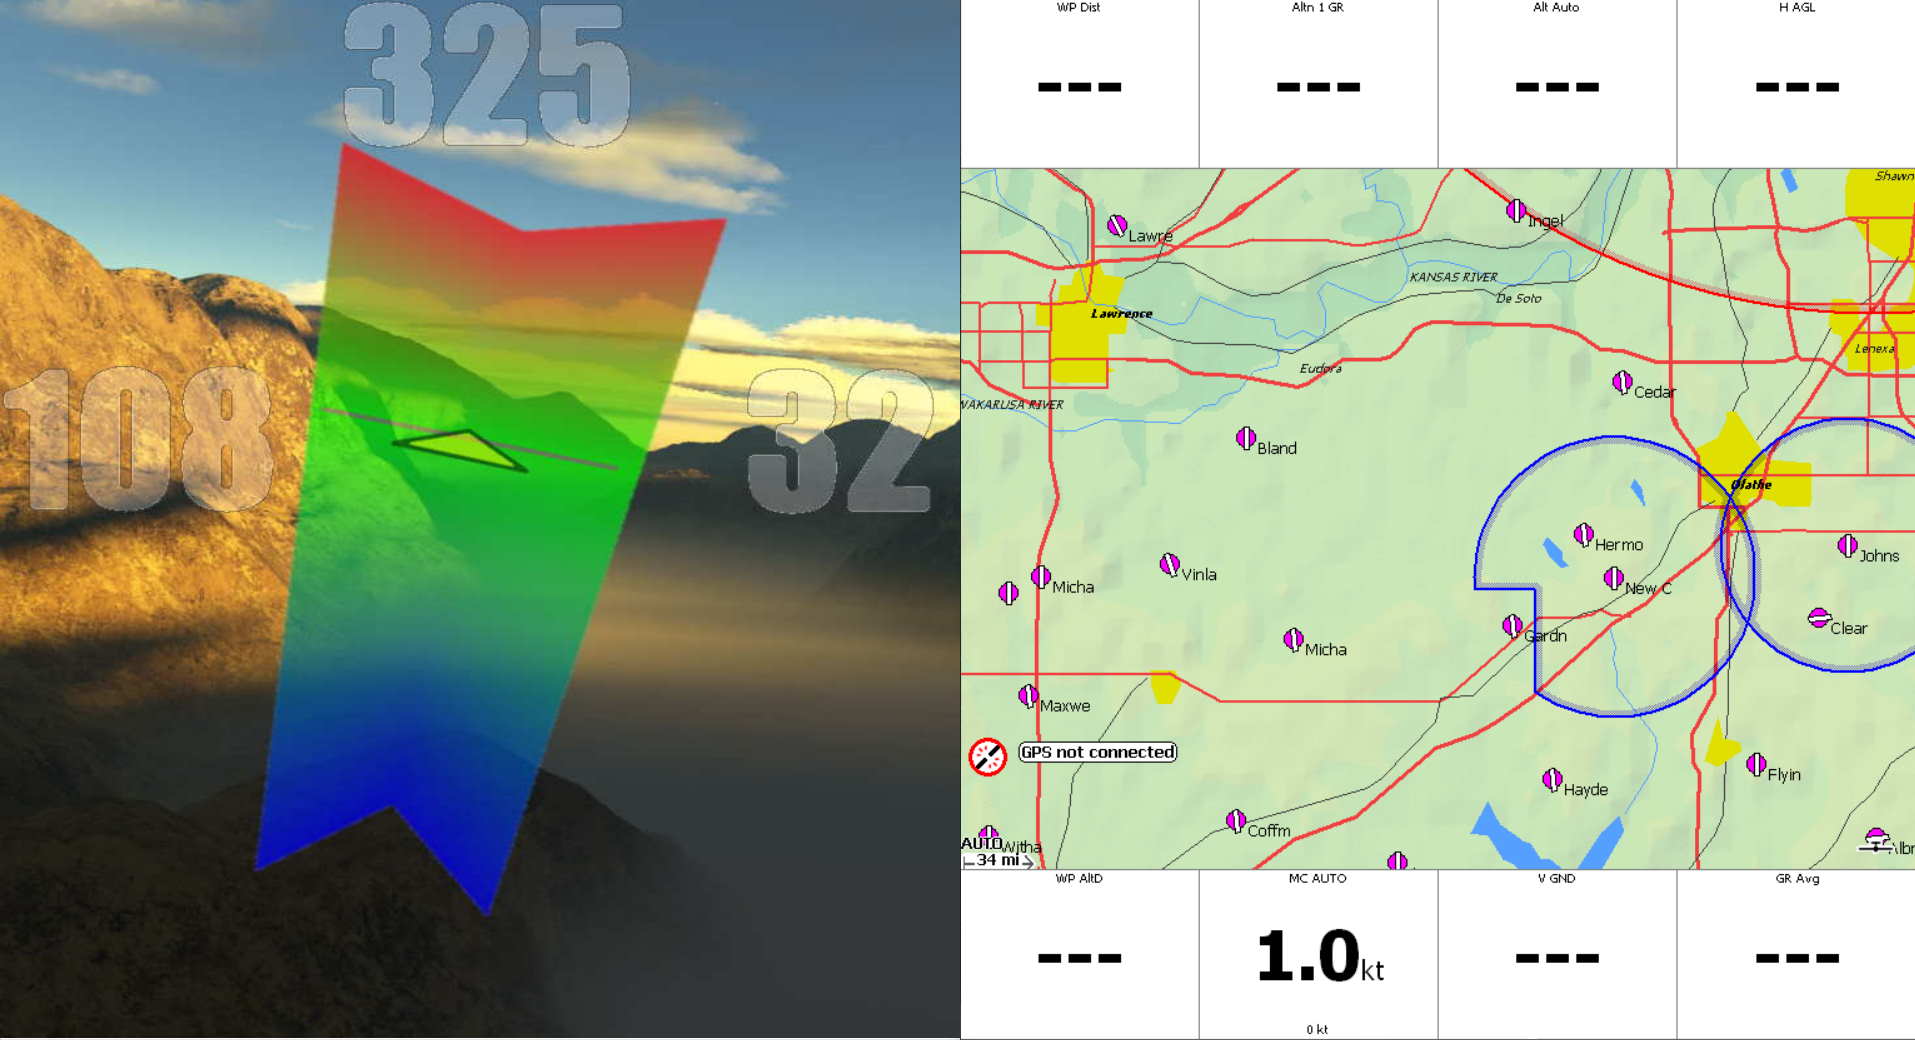 325
108
32
WP Dist
Altn 1 GR
Alt Auto
H AGL
---
---
---
---
Shawn
Ingel
Lawre
KANSAS RIVER
De Soto
Lawrence
Lenexa
Eudora
Cedar
WAKARUSA RIVER
Bland
Olathe
Hermo
Johns
Vinla
Micha
New C
Clear
Gardn
Micha
Maxwe
GPS not connected
Flyin
Hayde
Coffm
AUTO
Witha
Albr
34 mi
WP AltD
MC AUTO
V GND
GR Avg
---
1.0kt
---
---
0 kt